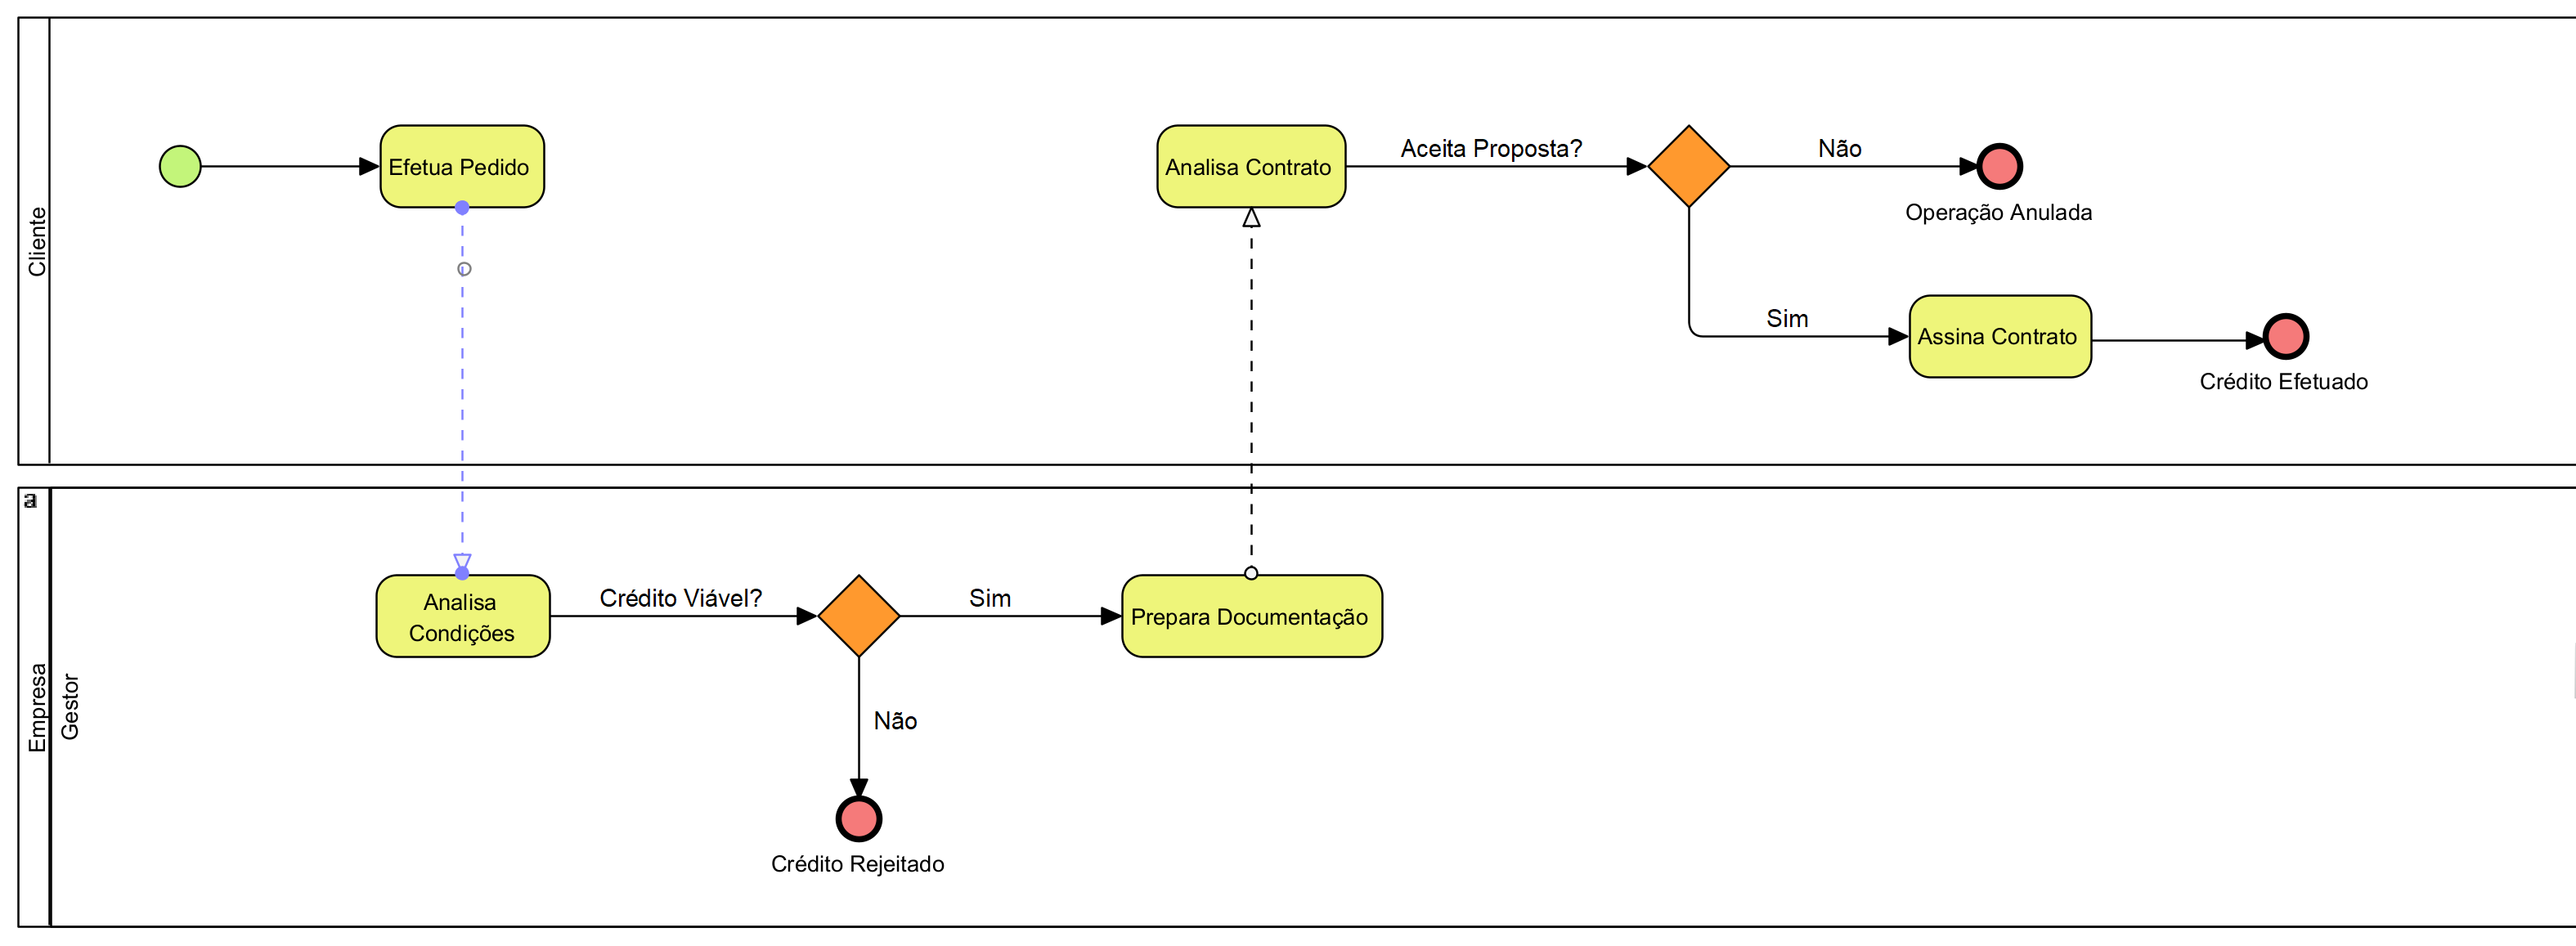 Cliente
Efetua Pedido
Analisa Contrato
Aceita Proposta?
Não
Operação Anulada
Sim
Assina Contrato
Crédito Efetuado
Empresa
Gestor
Analisa
Condições
Crédito Viável?
Sim
Prepara Documentação
Não
Crédito Rejeitado